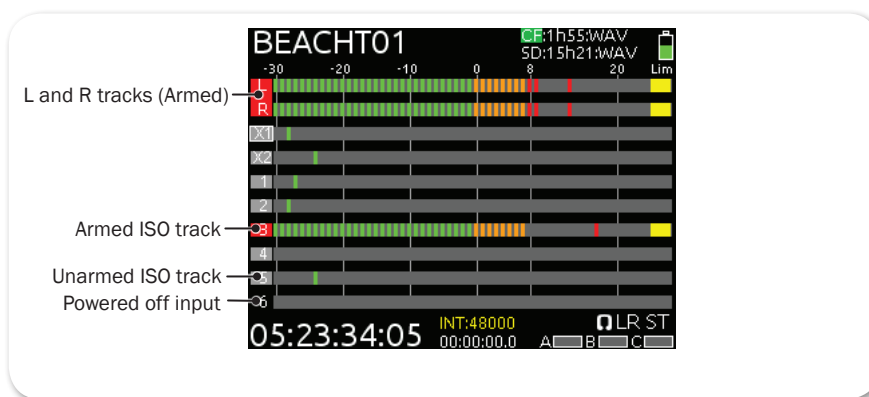 BEACHT01
CF:1h55:WAV
SD:15h21:WAV
-30 -20 -10 0 8 20 Lim
L
L and R tracks (Armed)
R
X1
X2
1
2
Armed ISO track
3
4
Unarmed ISO track
5
Powered off input
6
05:23:34:05
INT:48000
00:00:00.0
LR ST
A B C